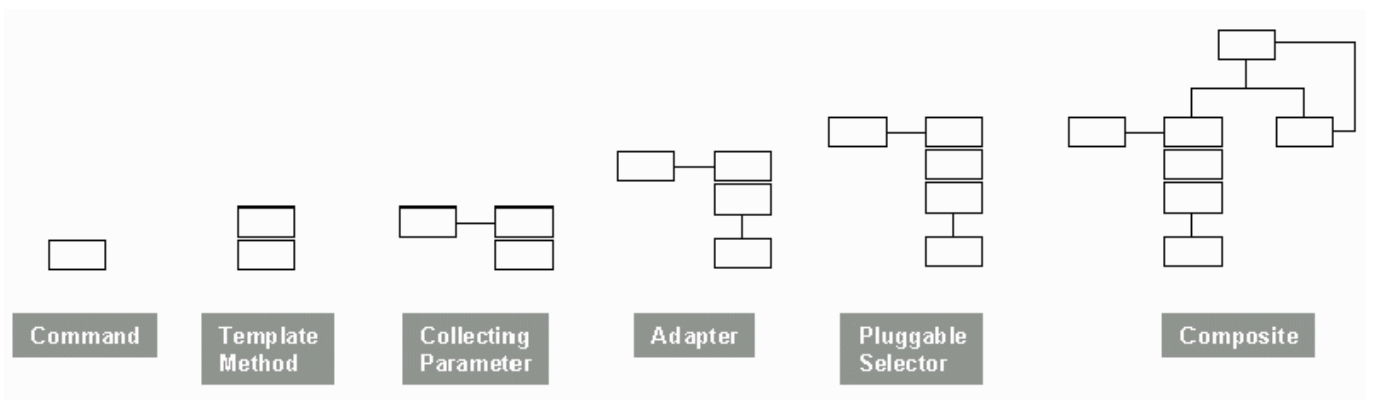 Command
Template
Method
Collecting
Parameter
Adapter
Pluggable
Selector
Composite